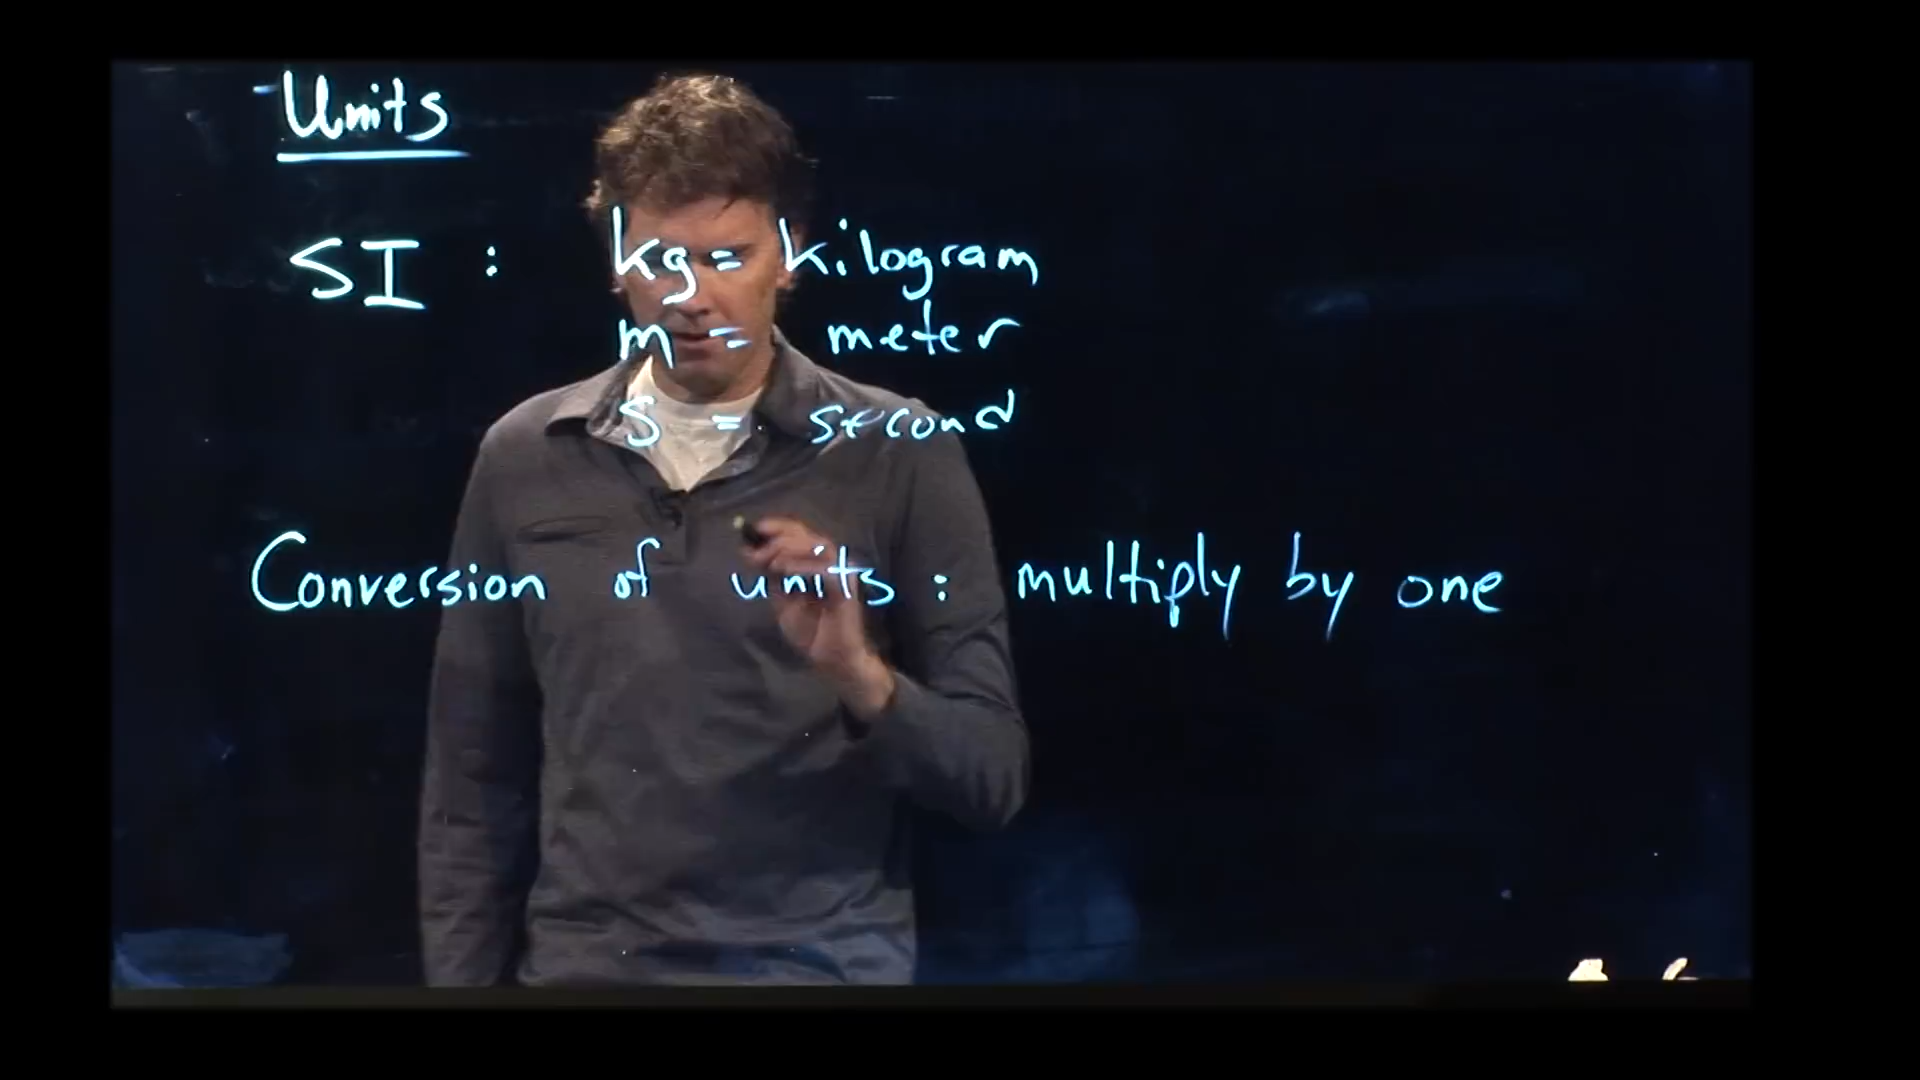 Units
SI : kg = kilogram
m = meter
s = second
Conversion of units : multiply by one